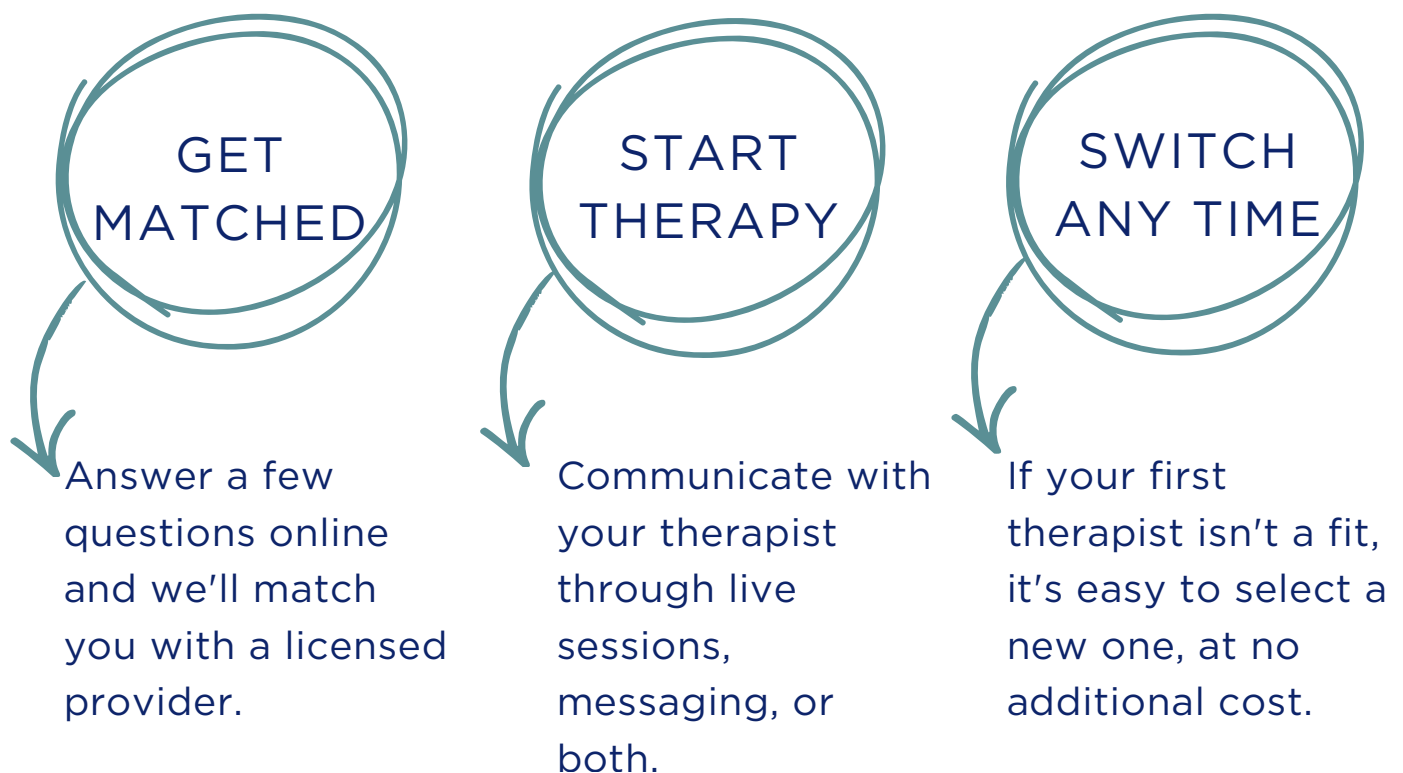 GET
MATCHED
Answer a few
questions online
and we'll match
you with a licensed
provider.
START
THERAPY
Communicate with
your therapist
through live
sessions,
messaging, or
both.
SWITCH
ANY TIME
If your first
therapist isn't a fit,
it's easy to select a
new one, at no
additional cost.